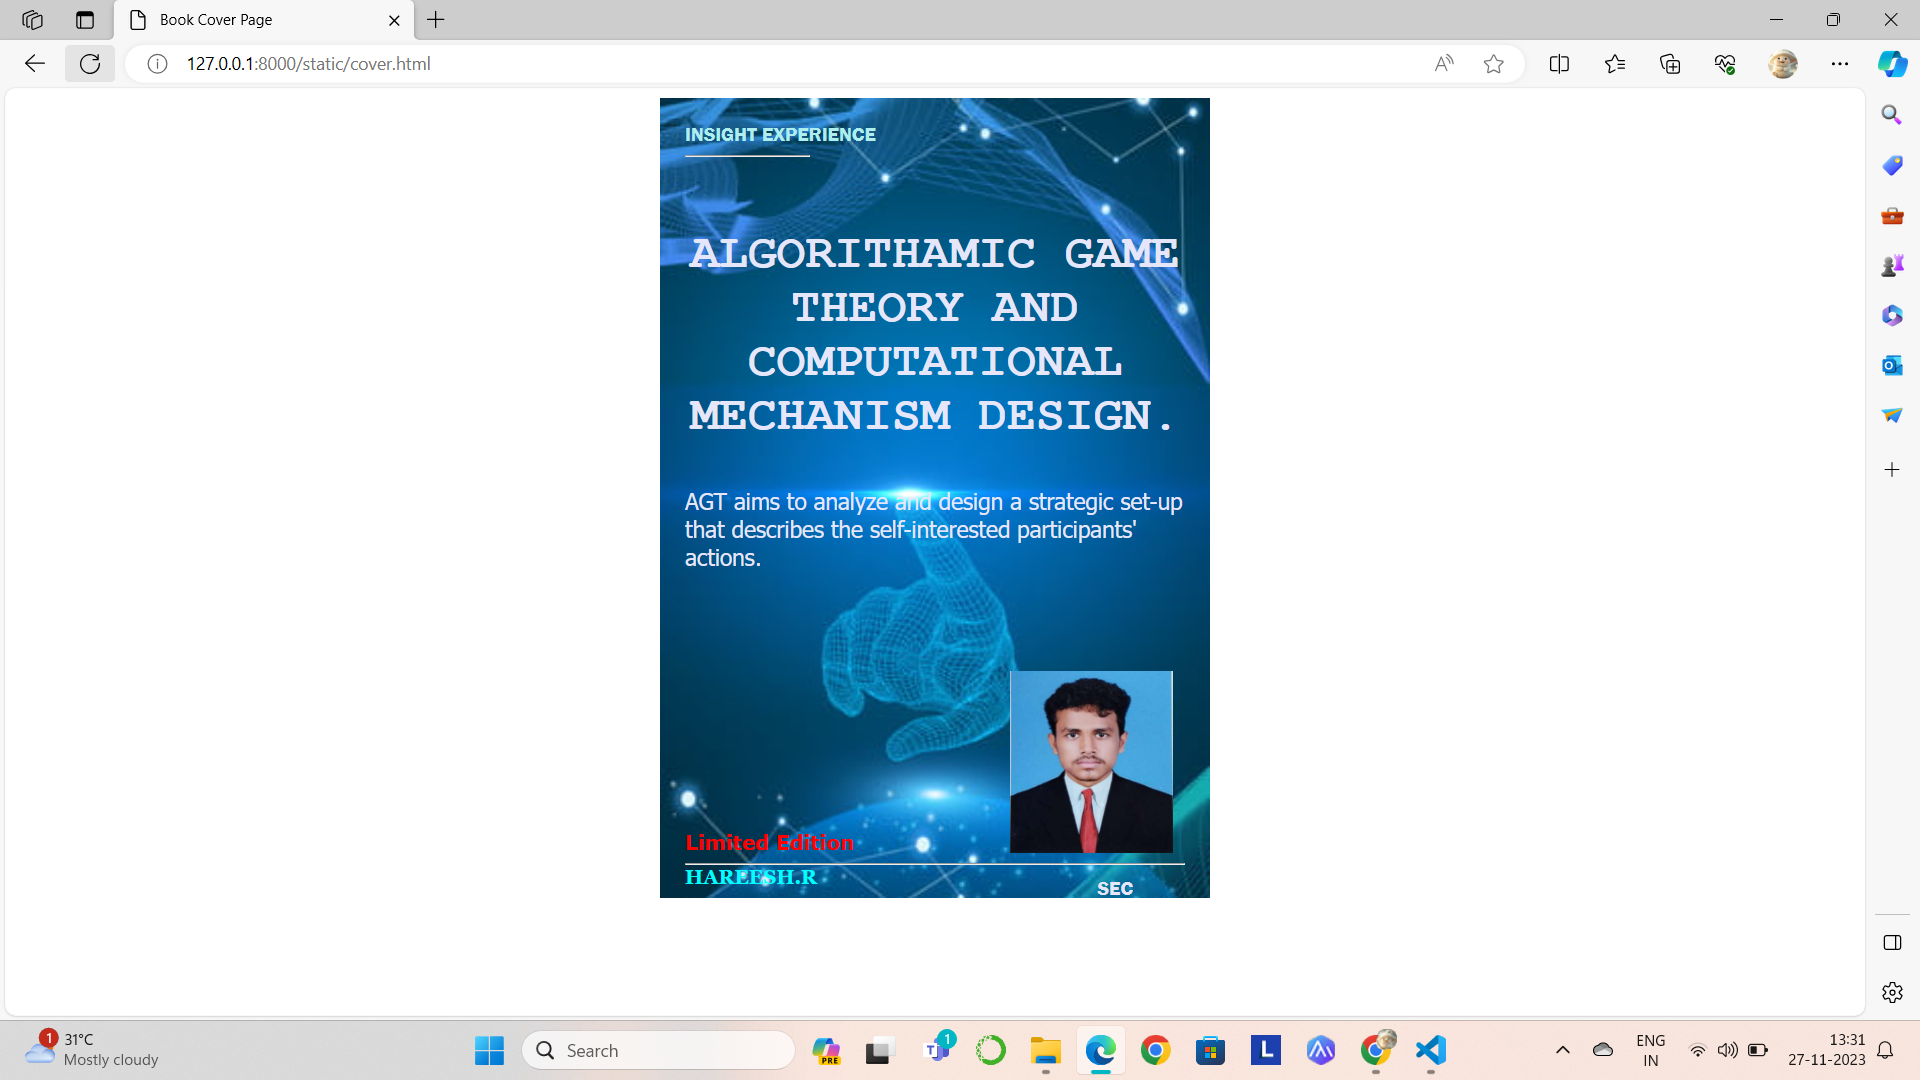 Book Cover Page
127.0.0.1:8000/static/cover.html
INSIGHT EXPERIENCE
ALGORITHAMIC GAME
THEORY AND
COMPUTATIONAL
MECHANISM DESIGN.
AGT aims to analyze and design a strategic set-up
that describes the self-interested participants'
actions.
Limited Edition
HAREESH.R
SEC
1
31°C
Mostly cloudy
Search
PRE
T
1
L
ENG
IN
13:31
27-11-2023